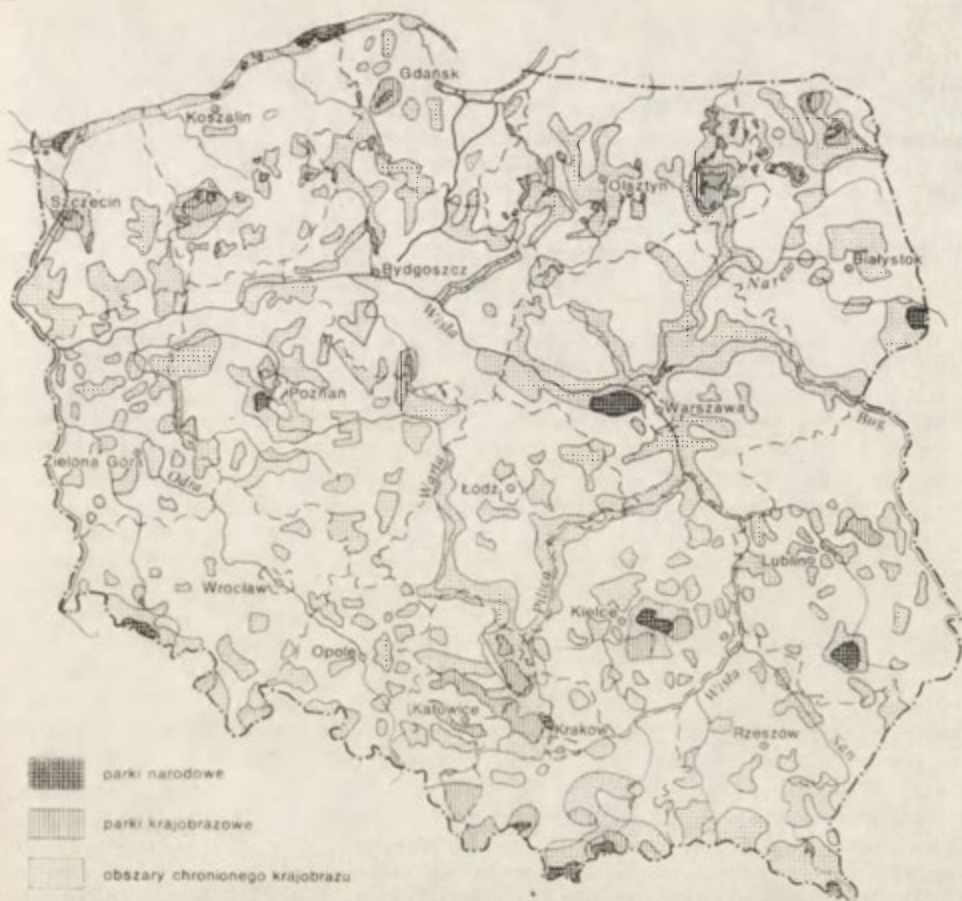 Gdańsk
Koszalin
Olsztyn
Szczecin
Bydgoszcz
Narew
Białystok
Wisła
Poznań
Warszawa
Bug
Zielona Góra
Odra
Warta
Łódź
Lublin
Pilica
Wrocław
Kielce
Opole
Wisła
Katowice
Kraków
Rzeszów
San
parki narodowe
parki krajobrazowe
obszary chronionego krajobrazu